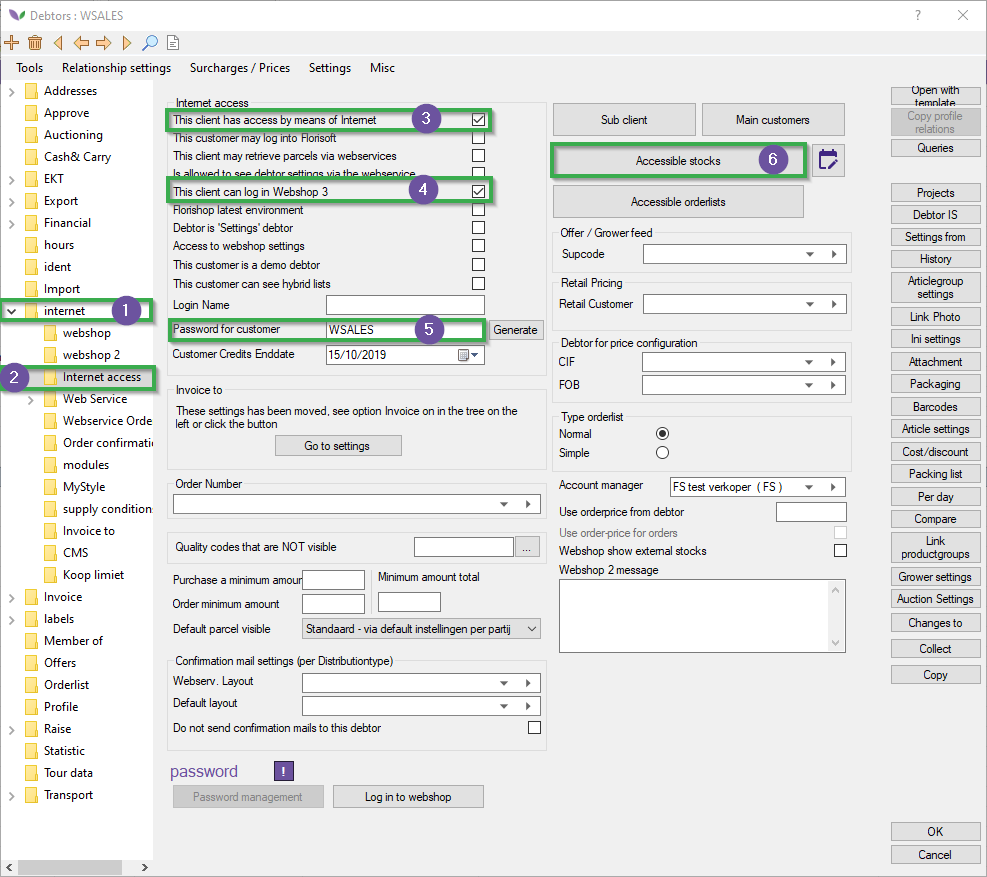 Debtors : WSALES
?
Tools Relationship settings Surcharges / Prices Settings Misc
Addresses
Approve
Auctioning
Cash& Carry
EKT
Export
Financial
hours
ident
Import
internet
1
webshop
webshop 2
2
Internet access
Web Service
Webservice Orde
Order confirmatio
modules
MyStyle
supply conditions
Invoice to
CMS
Koop limiet
Invoice
labels
Member of
Offers
Orderlist
Profile
Raise
Statistic
Tour data
Transport
Internet access
This client has access by means of Internet
3
This customer may log into Florisoft
This client may retrieve parcels via webservices
Is allowed to see debtor settings via the webservice
This client can log in Webshop 3
4
Florishop latest environment
Debtor is 'Settings' debtor
Access to webshop settings
This customer is a demo debtor
This customer can see hybrid lists
Login Name
Password for customer WSALES
5
Generate
Customer Credits Enddate 15/10/2019
Invoice to
These settings has been moved, see option Invoice on in the tree on the
left or click the button
Go to settings
Order Number
Quality codes that are NOT visible
...
Purchase a minimum amour
Minimum amount total
Order minimum amount
Default parcel visible Standaard - via default instellingen per partij
Confirmation mail settings (per Distributiontype)
Webserv. Layout
Default layout
Do not send confirmation mails to this debtor
password !
Password management Log in to webshop
Sub client Main customers
Accessible stocks
6
Accessible orderlists
Offer / Grower feed
Supcode
Retail Pricing
Retail Customer
Debtor for price configuration
CIF
FOB
Type orderlist
Normal
Simple
Account manager FS test verkoper ( FS )
Use orderprice from debtor
Use order-price for orders
Webshop show external stocks
Webshop 2 message
Open with
template
Copy profile
relations
Queries
Projects
Debtor IS
Settings from
History
Articlegroup
settings
Link Photo
Ini settings
Attachment
Packaging
Barcodes
Article settings
Cost/discount
Packing list
Per day
Compare
Link
productgroups
Grower settings
Auction Settings
Changes to
Collect
Copy
OK
Cancel